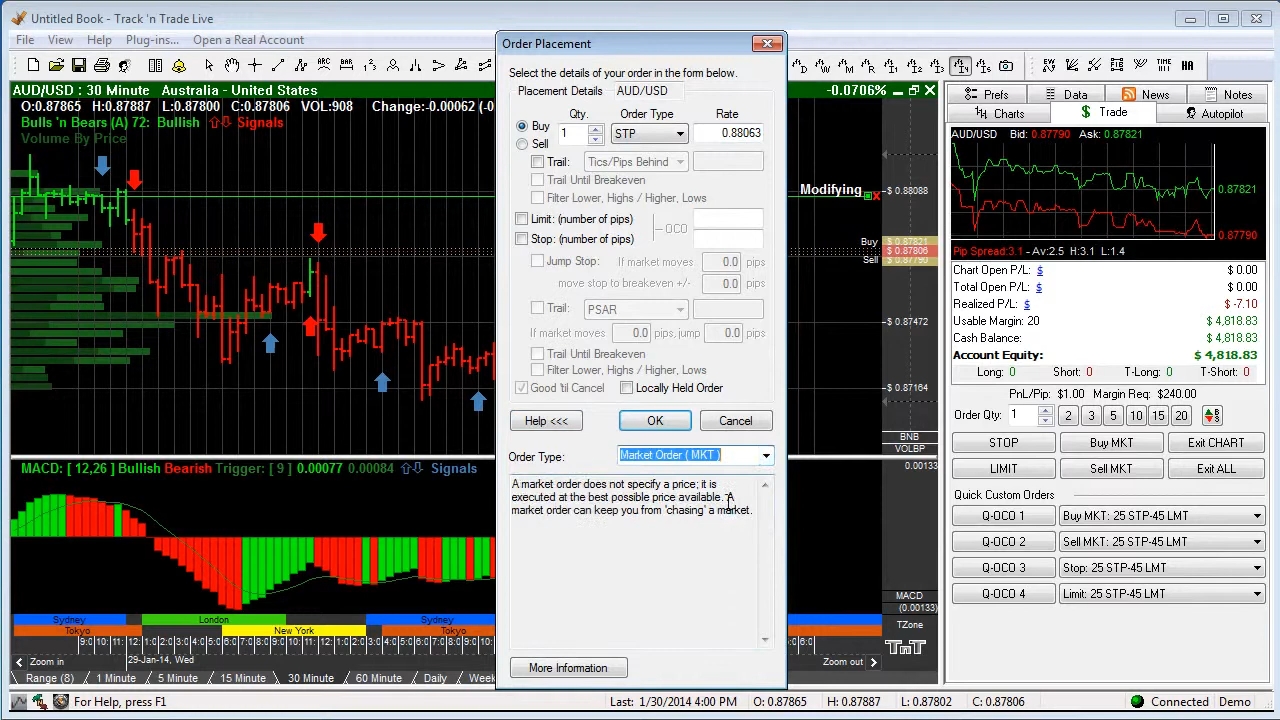 Untitled Book - Track 'n Trade Live
File View Help Plug-ins... Open a Real Account
AUD/USD: 30 Minute Australia - United States
-0.0706%
O:0.87865 H:0.87887 L:0.87800 C:0.87806 VOL:908 Change:-0.00062 (-0
Bulls 'n Bears (A) 72: Bullish Signals
Volume By Price
Modifying
$ 0.88088
Buy $ 0.87821
$ 0.87806
Sell $ 0.87790
$ 0.87472
$ 0.87164
BNB
VOLBP
MACD: [ 12,26 ] Bullish Bearish Trigger: [ 9 ] 0.00077 0.00084 Signals
0.00133
MACD
(0.00133)
TZone
Sydney London Sydney
Tokyo New York Tokyo
Zoom in
29-Jan-14, Wed
Zoom out
Range (8) 1 Minute 5 Minute 15 Minute 30 Minute 60 Minute Daily Week
For Help, press F1
Last: 1/30/2014 4:00 PM O: 0.87865 H: 0.87887 L: 0.87802 C: 0.87806
Connected Demo
Order Placement
Select the details of your order in the form below.
Placement Details AUD/USD
Qty. Order Type Rate
Buy 1 STP 0.88063
Sell
Trail: Tics/Pips Behind
Trail Until Breakeven
Filter Lower, Highs / Higher, Lows
Limit: (number of pips)
OCO
Stop: (number of pips)
Jump Stop: If market moves 0.0 pips
move stop to breakeven +/- 0.0 pips
Trail: PSAR
If market moves 0.0 pips, jump 0.0 pips
Trail Until Breakeven
Filter Lower, Highs / Higher, Lows
Good 'til Cancel Locally Held Order
Help <<< OK Cancel
Order Type: Market Order ( MKT )
A market order does not specify a price; it is
executed at the best possible price available. A
market order can keep you from 'chasing' a market.
More Information
Prefs Data News Notes
Charts Trade Autopilot
AUD/USD Bid: 0.87790 Ask: 0.87821
0.87821
0.87790
Pip Spread:3.1 - Av:2.5 H:3.1 L:1.4
Chart Open P/L: $ $ 0.00
Total Open P/L: $ $ 0.00
Realized P/L: $ $ -7.10
Usable Margin: 20 $ 4,818.83
Cash Balance: $ 4,818.83
Account Equity: $ 4,818.83
Long: 0 Short: 0 T-Long: 0 T-Short: 0
PnL/Pip: $1.00 Margin Req: $240.00
Order Qty: 1 2 3 5 10 15 20
STOP Buy MKT Exit CHART
LIMIT Sell MKT Exit ALL
Quick Custom Orders
Q-OCO 1 Buy MKT: 25 STP-45 LMT
Q-OCO 2 Sell MKT: 25 STP-45 LMT
Q-OCO 3 Stop: 25 STP-45 LMT
Q-OCO 4 Limit: 25 STP-45 LMT